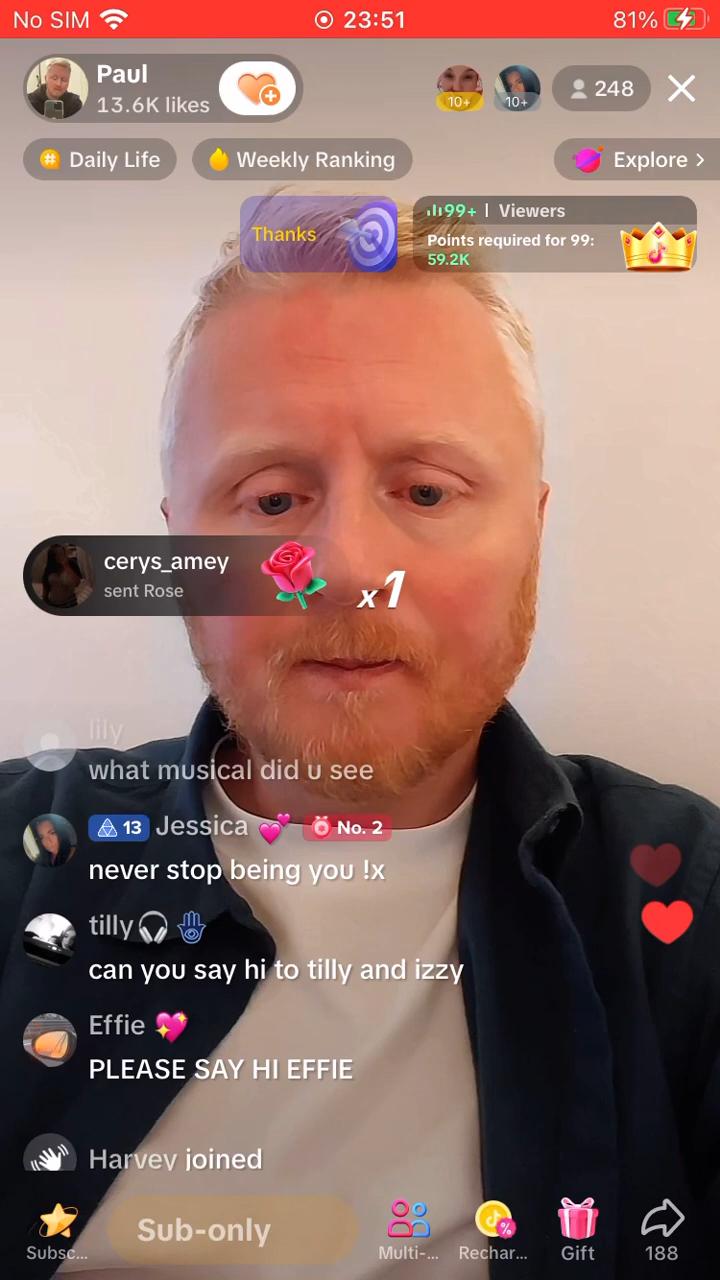 No SIM 23:51 81%
Paul
13.6K likes
10+ 10+ 248
Daily Life Weekly Ranking Explore
Thanks
99+ | Viewers
Points required for 99:
59.2K
cerys_amey
sent Rose
x1
lily
what musical did u see
13 Jessica No. 2
never stop being you !x
tilly
can you say hi to tilly and izzy
Effie
PLEASE SAY HI EFFIE
Harvey joined
Sub-only
Subsc... Multi-... Rechar... Gift 188